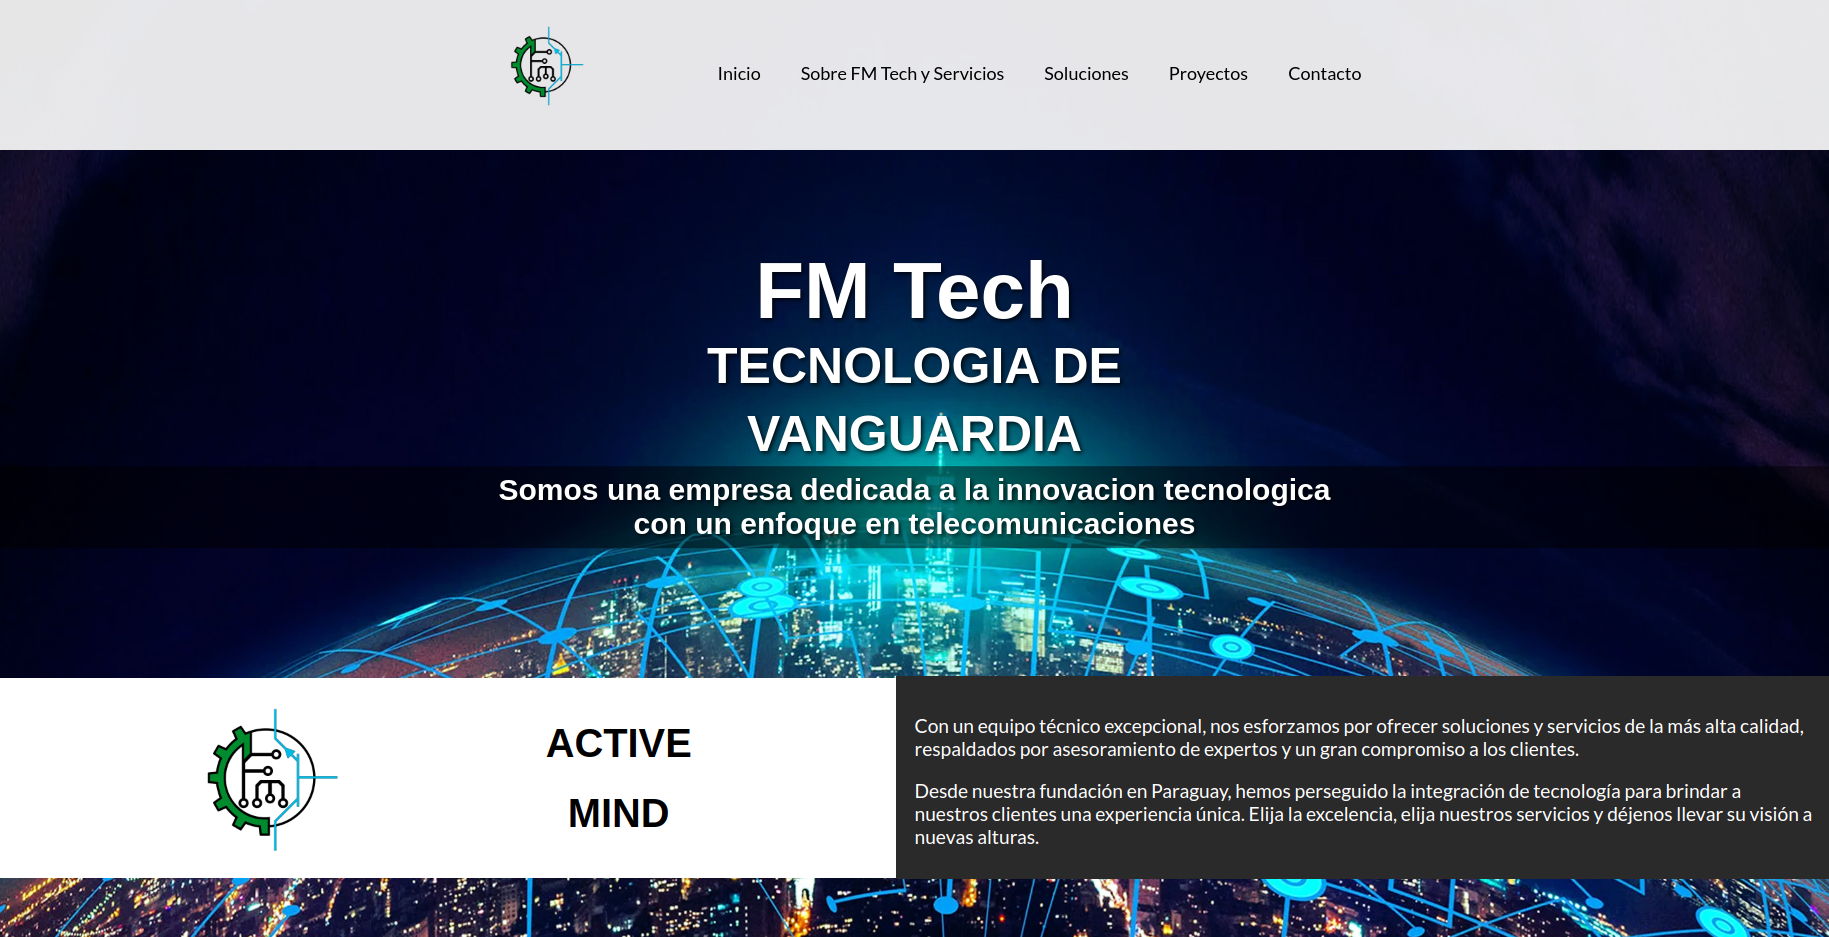 Inicio
Sobre FM Tech y Servicios
Soluciones
Proyectos
Contacto
FM Tech
TECNOLOGIA DE
VANGUARDIA
Somos una empresa dedicada a la innovacion tecnologica
con un enfoque en telecomunicaciones
ACTIVE
MIND
Con un equipo técnico excepcional, nos esforzamos por ofrecer soluciones y servicios de la más alta calidad,
respaldados por asesoramiento de expertos y un gran compromiso a los clientes.
Desde nuestra fundación en Paraguay, hemos perseguido la integración de tecnología para brindar a
nuestros clientes una experiencia única. Elija la excelencia, elija nuestros servicios y déjenos llevar su visión a
nuevas alturas.